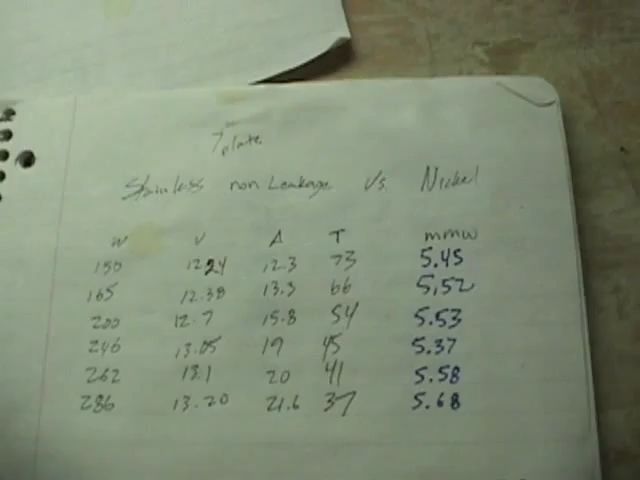 7 plate
Stainless non Leakage Vs. Nickel
W V A T mmw
150 12.24 12.3 73 5.45
165 12.38 13.3 66 5.52
200 12.7 15.8 54 5.53
246 13.05 19 45 5.37
262 13.1 20 41 5.58
286 13.20 21.6 37 5.68